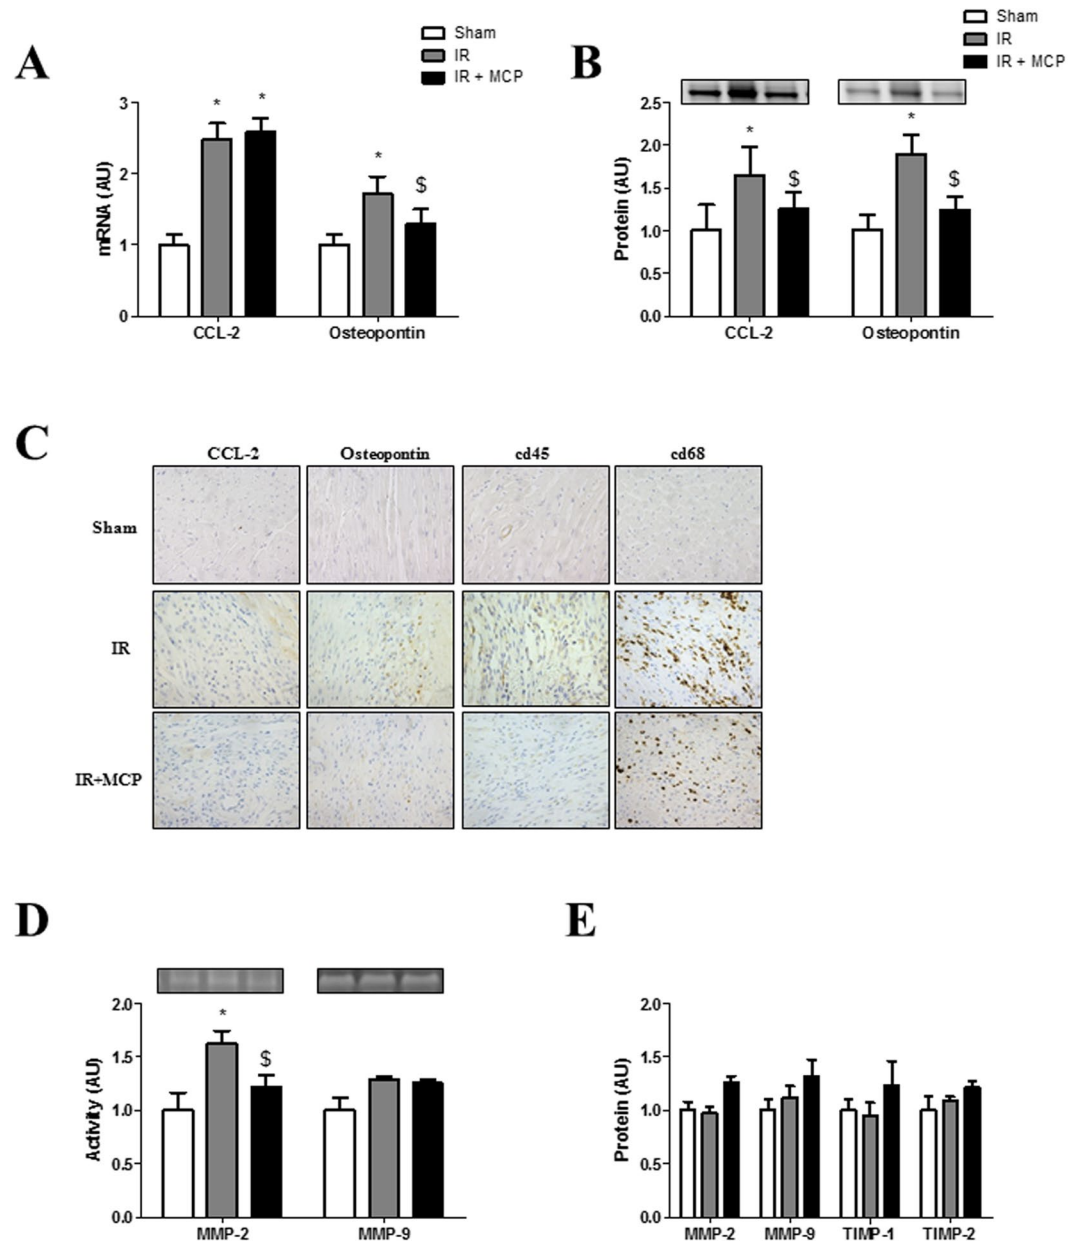 A
Sham
IR
IR + MCP
mRNA (AU)
3
2
1
0
*
*
*
$
CCL-2
Osteopontin
B
Sham
IR
IR + MCP
Protein (AU)
2.5
2.0
1.5
1.0
0.5
0.0
*
$
*
$
CCL-2
Osteopontin
C
CCL-2
Osteopontin
cd45
cd68
Sham
IR
IR+MCP
D
Activity (AU)
2.0
1.5
1.0
0.5
0.0
*
$
MMP-2
MMP-9
E
Protein (AU)
2.0
1.5
1.0
0.5
0.0
MMP-2
MMP-9
TIMP-1
TIMP-2